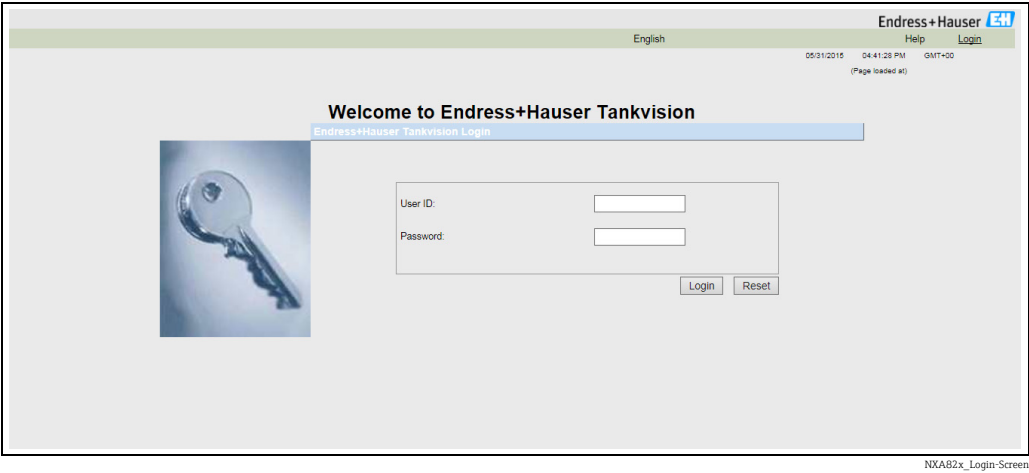 Endress+Hauser EH
English Help Login
05/31/2016 04:41:28 PM GMT+00
(Page loaded at)
Welcome to Endress+Hauser Tankvision
Endress+Hauser Tankvision Login
User ID:
Password:
Login Reset
NXA82x_Login-Screen